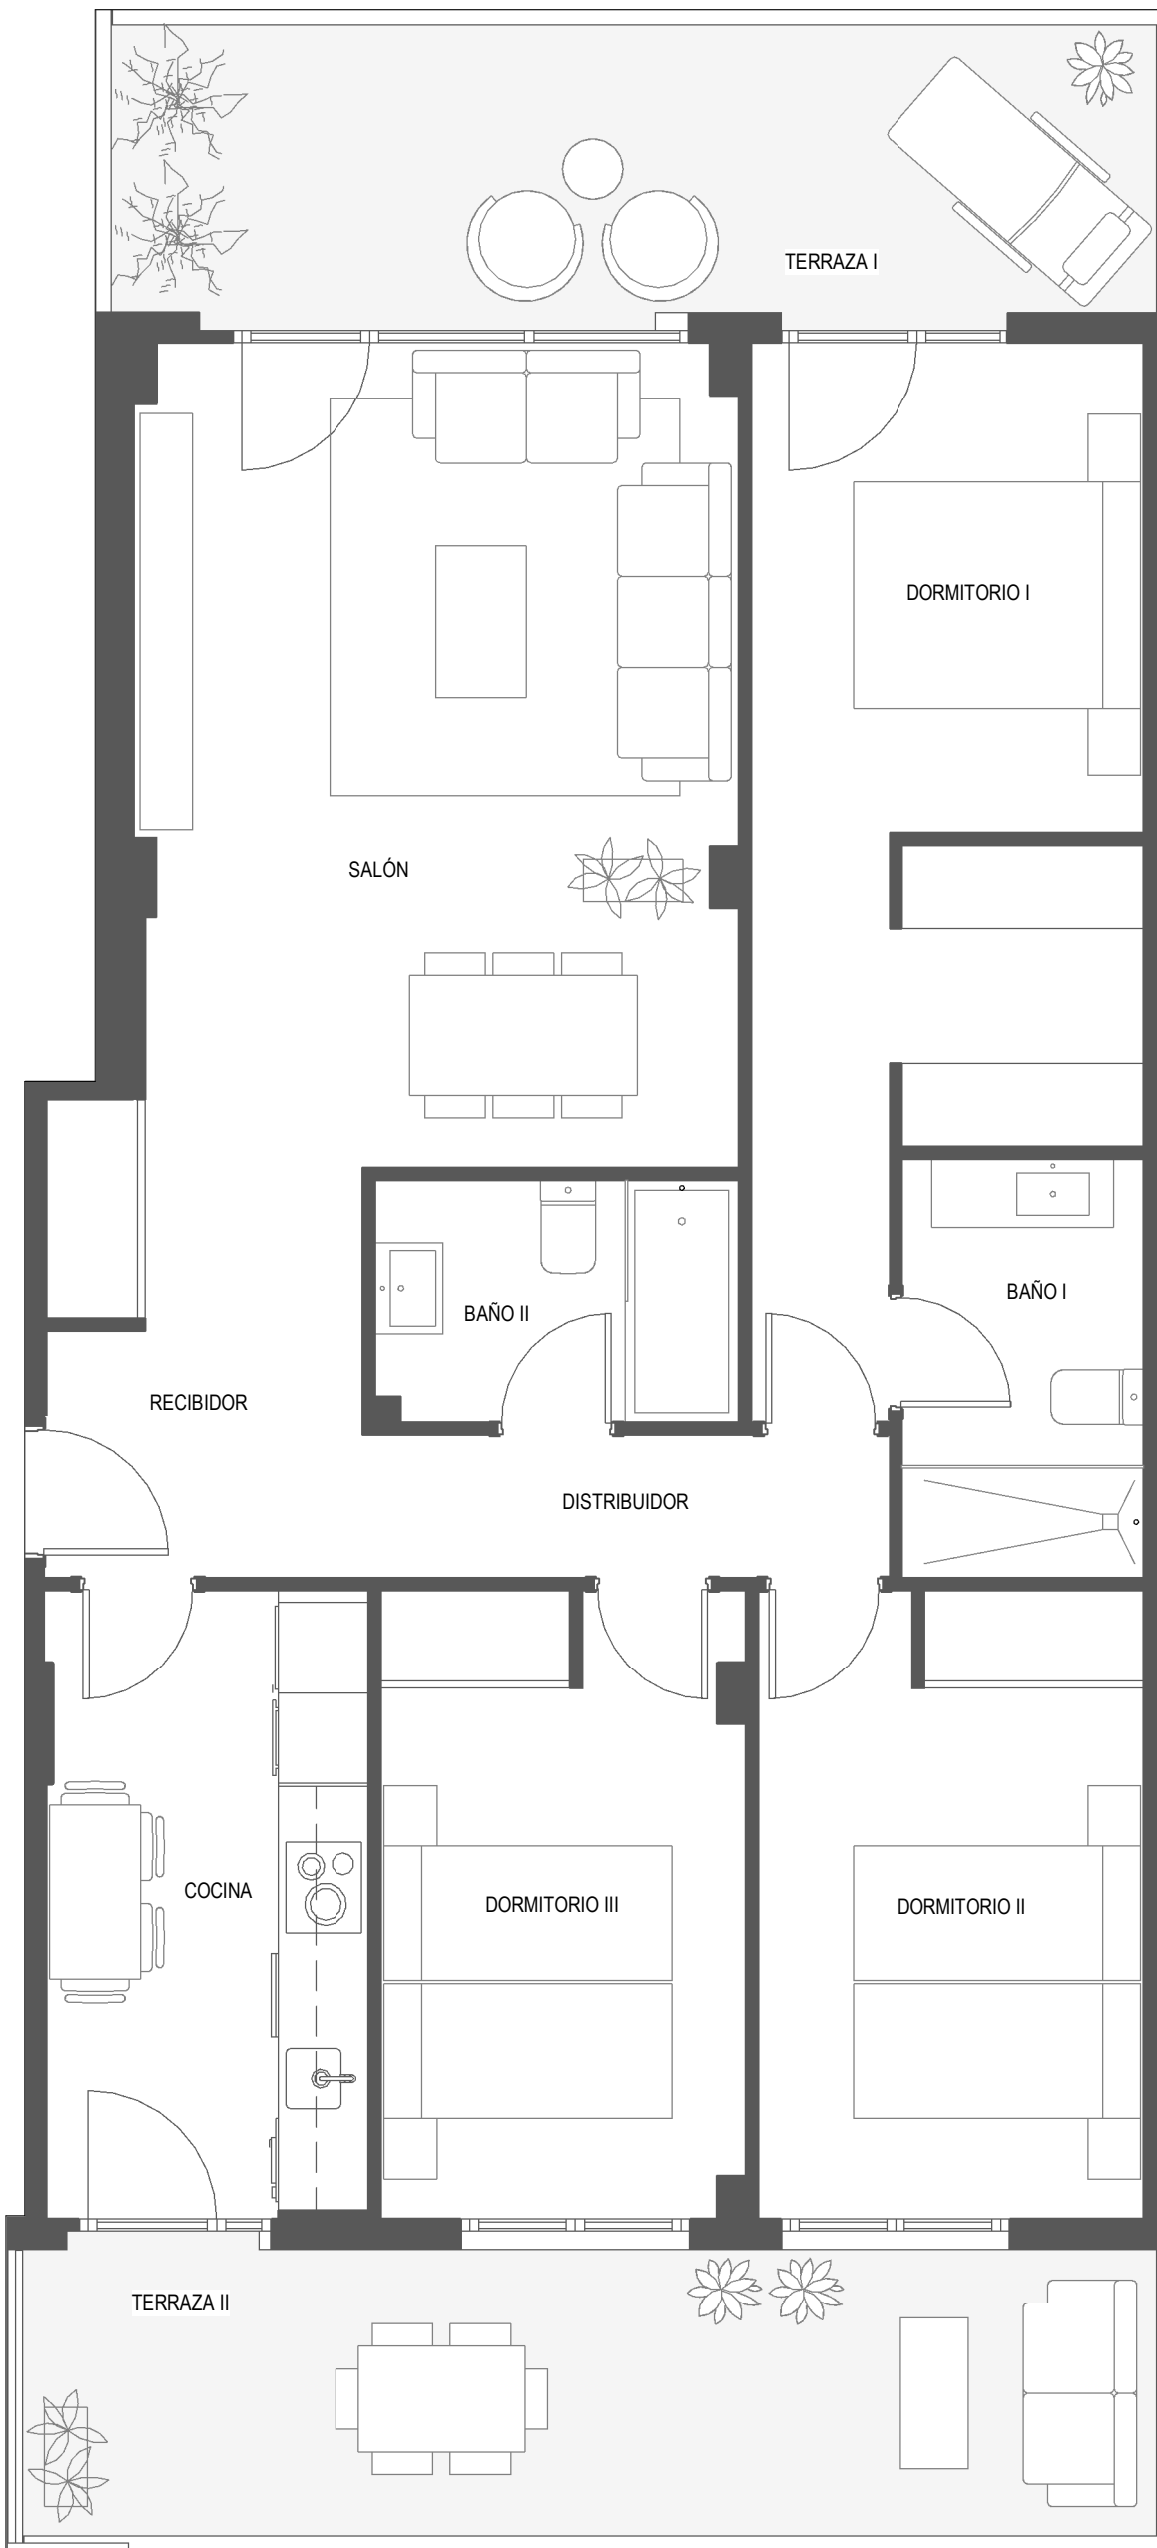 TERRAZA I
DORMITORIO I
SALÓN
BAÑO I
BAÑO II
RECIBIDOR
DISTRIBUIDOR
COCINA
DORMITORIO III
DORMITORIO II
TERRAZA II